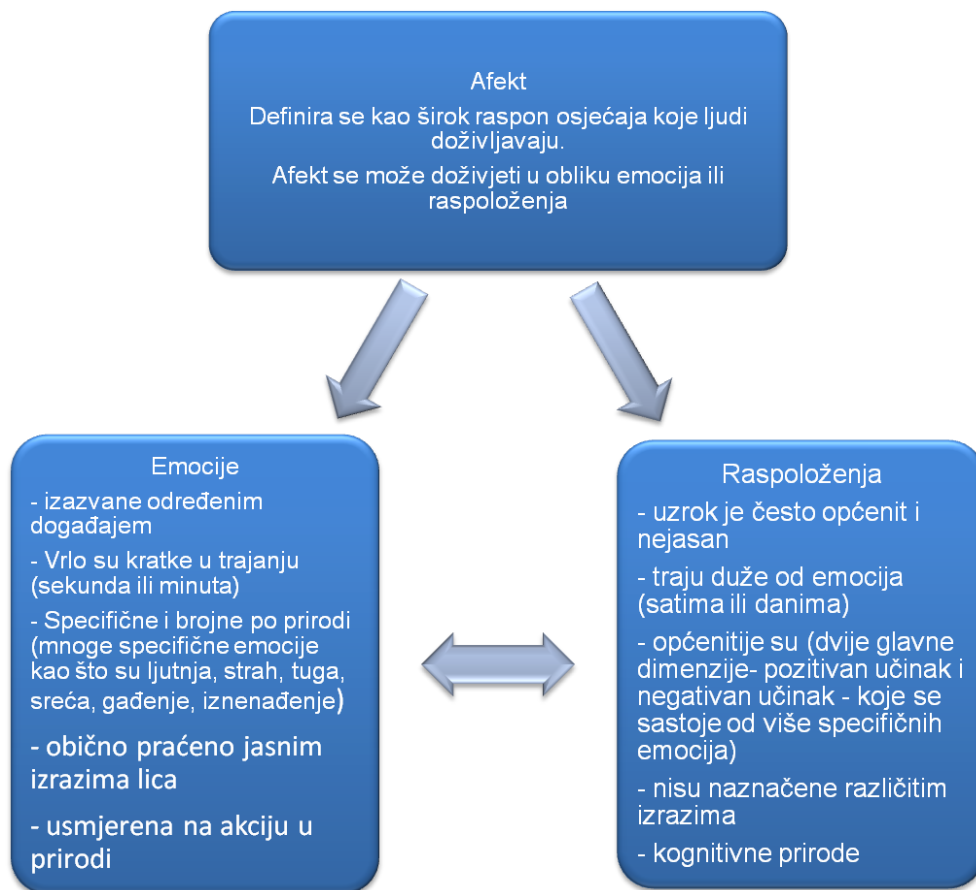 Afekt
Definira se kao širok raspon osjećaja koje ljudi
doživljavaju.
Afekt se može doživjeti u obliku emocija ili
raspoloženja
Emocije
- izazvane određenim
događajem
- Vrlo su kratke u trajanju
(sekunda ili minuta)
- Specifične i brojne po prirodi
(mnoge specifične emocije
kao što su ljutnja, strah, tuga,
sreća, gađenje, iznenađenje)
- obično praćeno jasnim
izrazima lica
- usmjerena na akciju u
prirodi
Raspoloženja
- uzrok je često općenit i
nejasan
- traju duže od emocija
(satima ili danima)
- općenitije su (dvije glavne
dimenzije- pozitivan učinak i
negativan učinak - koje se
sastoje od više specifičnih
emocija)
- nisu naznačene različitim
izrazima
- kognitivne prirode